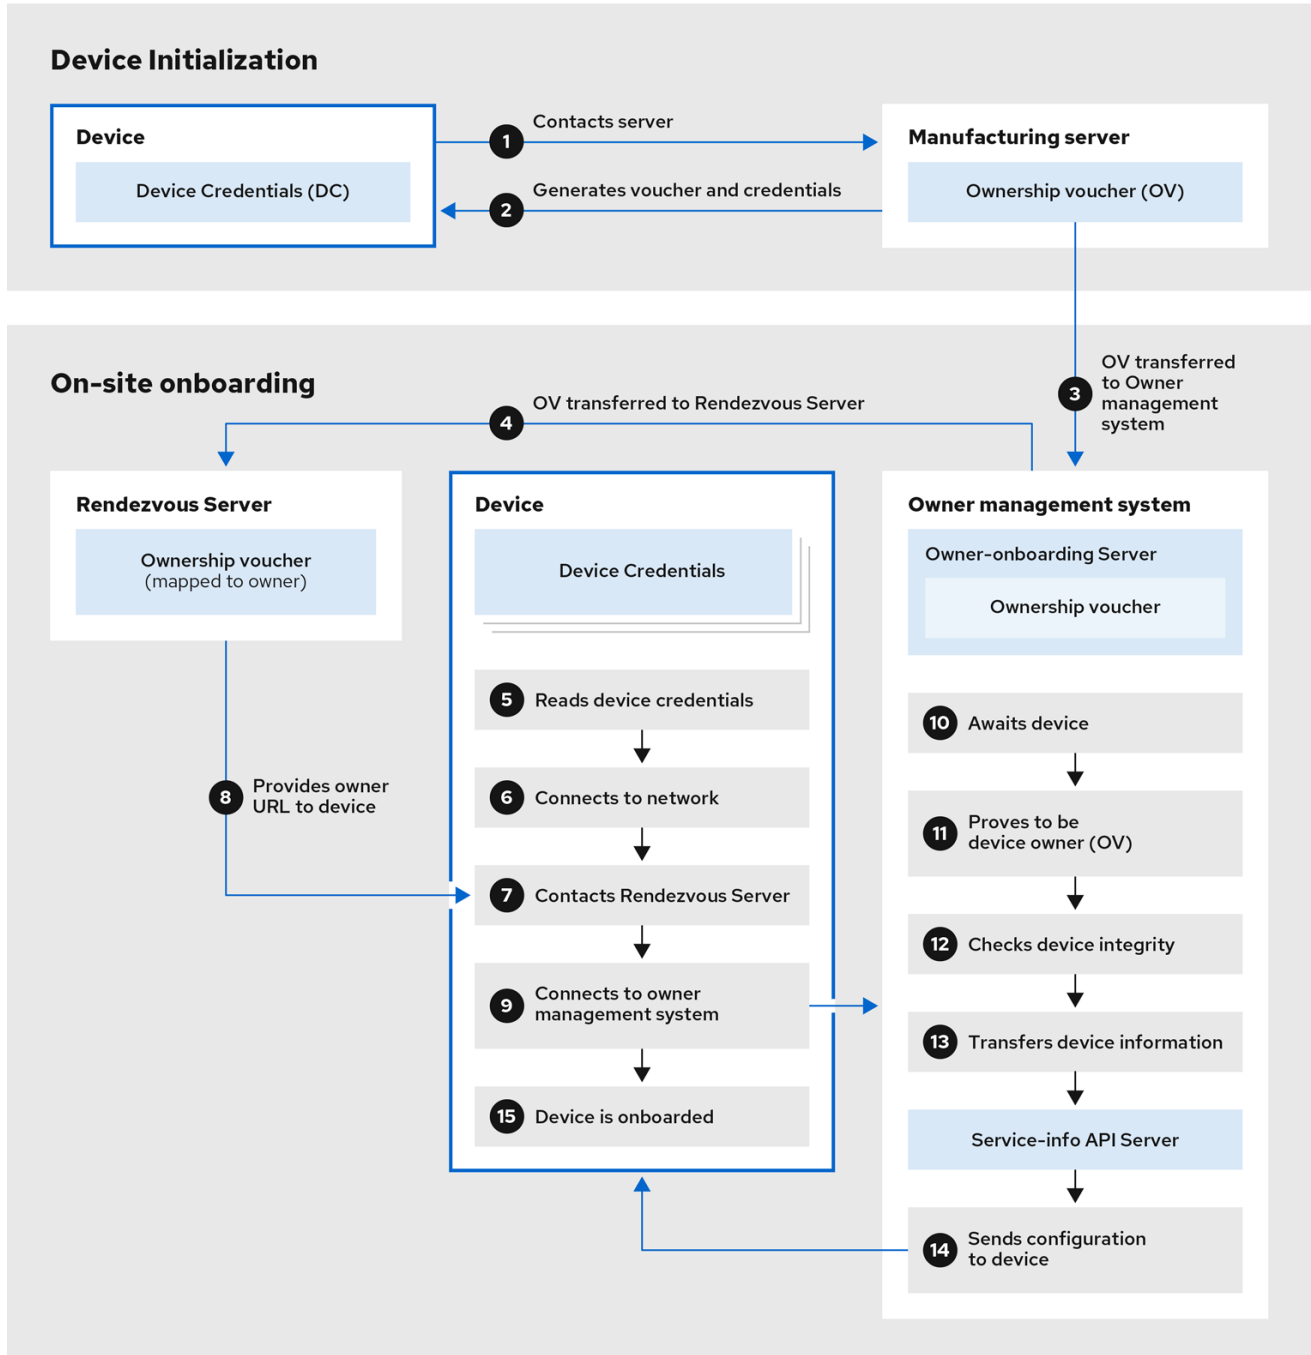 Device Initialization
Device
Device Credentials (DC)
1
Contacts server
2
Generates voucher and credentials
Manufacturing server
Ownership voucher (OV)
3
OV transferred
to Owner
management
system
On-site onboarding
4
OV transferred to Rendezvous Server
Rendezvous Server
Ownership voucher
(mapped to owner)
8
Provides owner
URL to device
Device
Device Credentials
5 Reads device credentials
6 Connects to network
7 Contacts Rendezvous Server
9 Connects to owner
management system
15 Device is onboarded
Owner management system
Owner-onboarding Server
Ownership voucher
10 Awaits device
11 Proves to be
device owner (OV)
12 Checks device integrity
13 Transfers device information
Service-info API Server
14 Sends configuration
to device